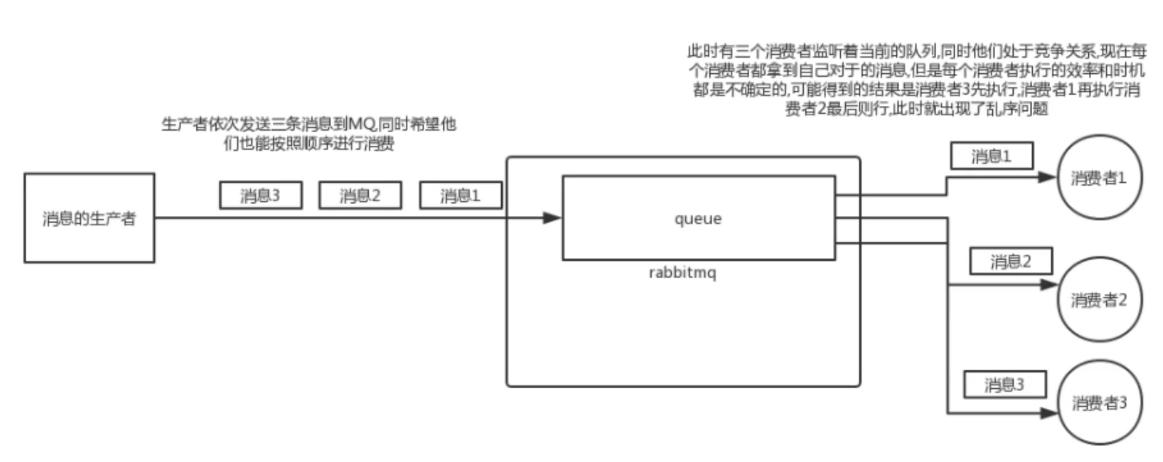 此时有三个消费者监听着当前的队列,同时他们处于竞争关系,现在每
个消费者都拿到自己对于的消息,但是每个消费者执行的效率和时机
都是不确定的,可能得到的结果是消费者3先执行,消费者1再执行消
费者2最后则行,此时就出现了乱序问题
生产者依次发送三条消息到MQ,同时希望他
们也能按照顺序进行消费
消息的生产者
消息3
消息2
消息1
queue
rabbitmq
消息1
消费者1
消息2
消费者2
消息3
消费者3